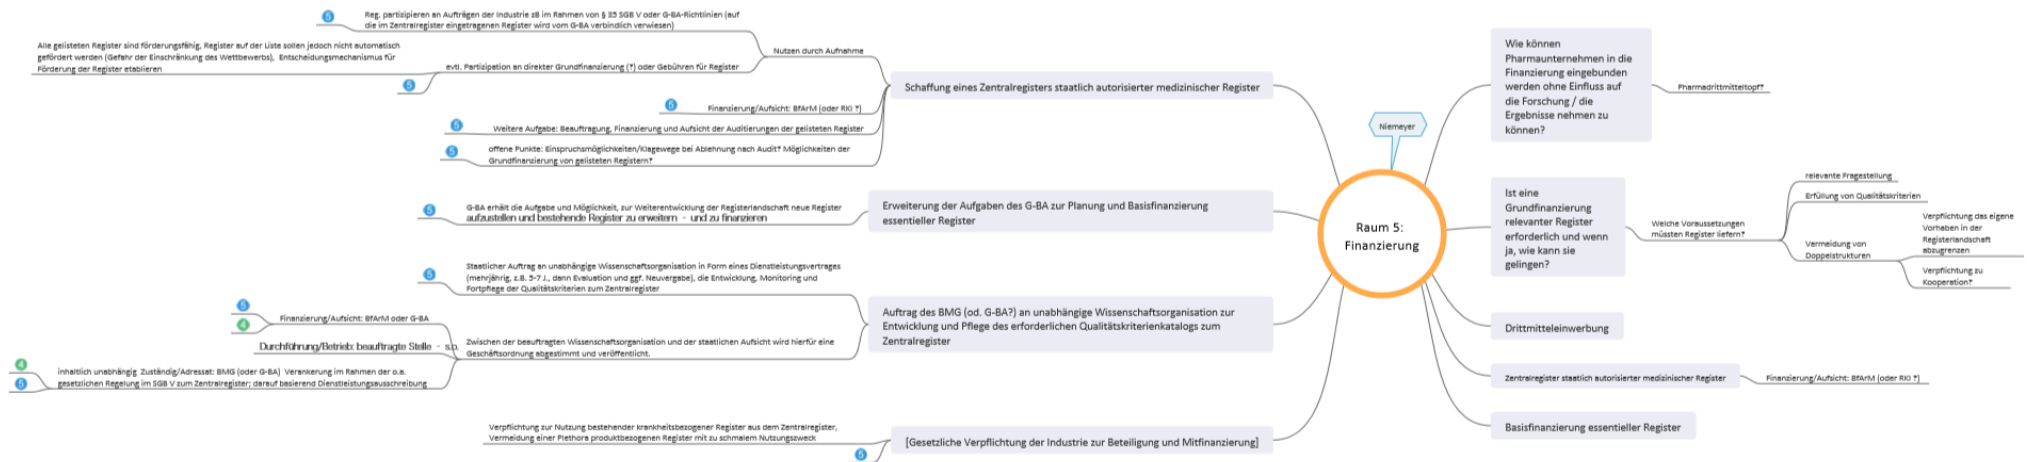 5
Reg. partizipieren an Aufträgen der Industrie zB im Rahmen von § 35 SGB V oder G-BA-Richtlinien (auf
die im Zentralregister eingetragenen Register wird vom G-BA verbindlich verwiesen)
Nutzen durch Aufnahme
Alle gelisteten Register sind förderungsfähig, Register auf der Liste sollen jedoch nicht automatisch
gefördert werden (Gefahr der Einschränkung des Wettbewerbs), Entscheidungsmechanismus für
Förderung der Register etablieren
evtl. Partizipation an direkter Grundfinanzierung (?) oder Gebühren für Register
5
Schaffung eines Zentralregisters staatlich autorisierter medizinischer Register
5
Finanzierung/Aufsicht: BfArM (oder RKI ?)
5
Weitere Aufgabe: Beauftragung, Finanzierung und Aufsicht der Auditierungen der gelisteten Register
5
offene Punkte: Einspruchsmöglichkeiten/Klagewege bei Ablehnung nach Audit? Möglichkeiten der
Grundfinanzierung von gelisteten Registern?
5
G-BA erhält die Aufgabe und Möglichkeit, zur Weiterentwicklung der Registerlandschaft neue Register
aufzustellen und bestehende Register zu erweitern - und zu finanzieren
Erweiterung der Aufgaben des G-BA zur Planung und Basisfinanzierung
essentieller Register
5
Staatlicher Auftrag an unabhängige Wissenschaftsorganisation in Form eines Dienstleistungsvertrages
(mehrjährig, z.B. 5-7 J., dann Evaluation und ggf. Neuvergabe), die Entwicklung, Monitoring und
Fortpflege der Qualitätskriterien zum Zentralregister
Auftrag des BMG (od. G-BA?) an unabhängige Wissenschaftsorganisation zur
Entwicklung und Pflege des erforderlichen Qualitätskriterienkatalogs zum
Zentralregister
5
4
Finanzierung/Aufsicht: BfArM oder G-BA
Durchführung/Betrieb: beauftragte Stelle - s.o.
Zwischen der beauftragten Wissenschaftsorganisation und der staatlichen Aufsicht wird hierfür eine
Geschäftsordnung abgestimmt und veröffentlicht.
4
5
inhaltlich unabhängig Zuständig/Adressat: BMG (oder G-BA) Verankerung im Rahmen der o.a.
gesetzlichen Regelung im SGB V zum Zentralregister; darauf basierend Dienstleistungsausschreibung
Verpflichtung zur Nutzung bestehender krankheitsbezogener Register aus dem Zentralregister,
Vermeidung einer Plethora produktbezogenen Register mit zu schmalem Nutzungszweck
5
[Gesetzliche Verpflichtung der Industrie zur Beteiligung und Mitfinanzierung]
Niemeyer
Raum 5:
Finanzierung
Wie können
Pharmaunternehmen in die
Finanzierung eingebunden
werden ohne Einfluss auf
die Forschung / die
Ergebnisse nehmen zu
können?
Pharmadrittmitteltopf?
Ist eine
Grundfinanzierung
relevanter Register
erforderlich und wenn
ja, wie kann sie
gelingen?
Welche Voraussetzungen
müssten Register liefern?
relevante Fragestellung
Erfüllung von Qualitätskriterien
Vermeidung von
Doppelstrukturen
Verpflichtung das eigene
Vorhaben in der
Registerlandschaft
abzugrenzen
Verpflichtung zu
Kooperation?
Drittmitteleinwerbung
Zentralregister staatlich autorisierter medizinischer Register
Finanzierung/Aufsicht: BfArM (oder RKI ?)
Basisfinanzierung essentieller Register